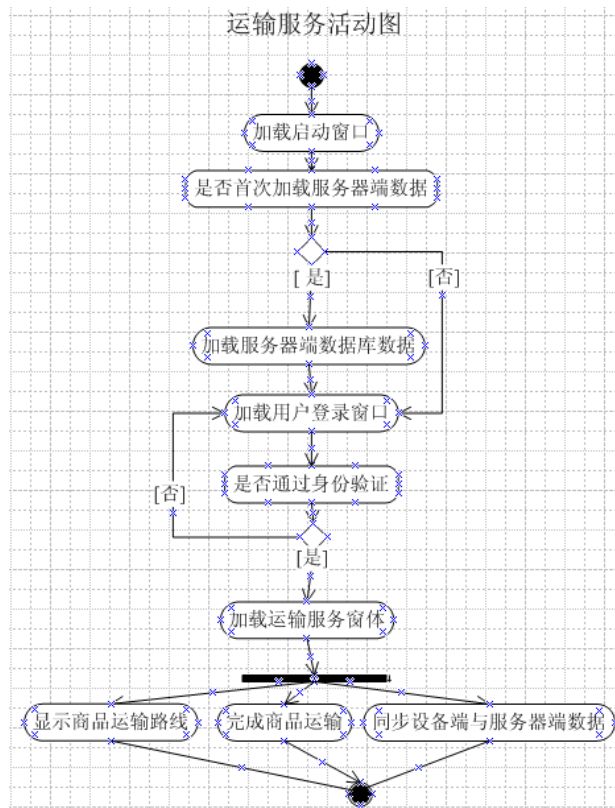 运输服务活动图
加载启动窗口
是否首次加载服务器端数据
[ 是]
[否]
加载服务器端数据库数据
加载用户登录窗口
是否通过身份验证
[否]
[是]
加载运输服务窗体
显示商品运输路线
完成商品运输
同步设备端与服务器端数据